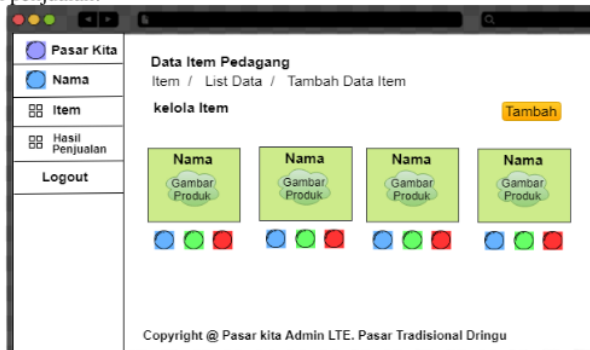 penjualan.
Pasar Kita
Nama
Item
Hasil
Penjualan
Logout
Data Item Pedagang
Item / List Data / Tambah Data Item
kelola Item
Tambah
Nama
Gambar
Produk
Nama
Gambar
Produk
Nama
Gambar
Produk
Nama
Gambar
Produk
Copyright @ Pasar kita Admin LTE. Pasar Tradisional Dringu